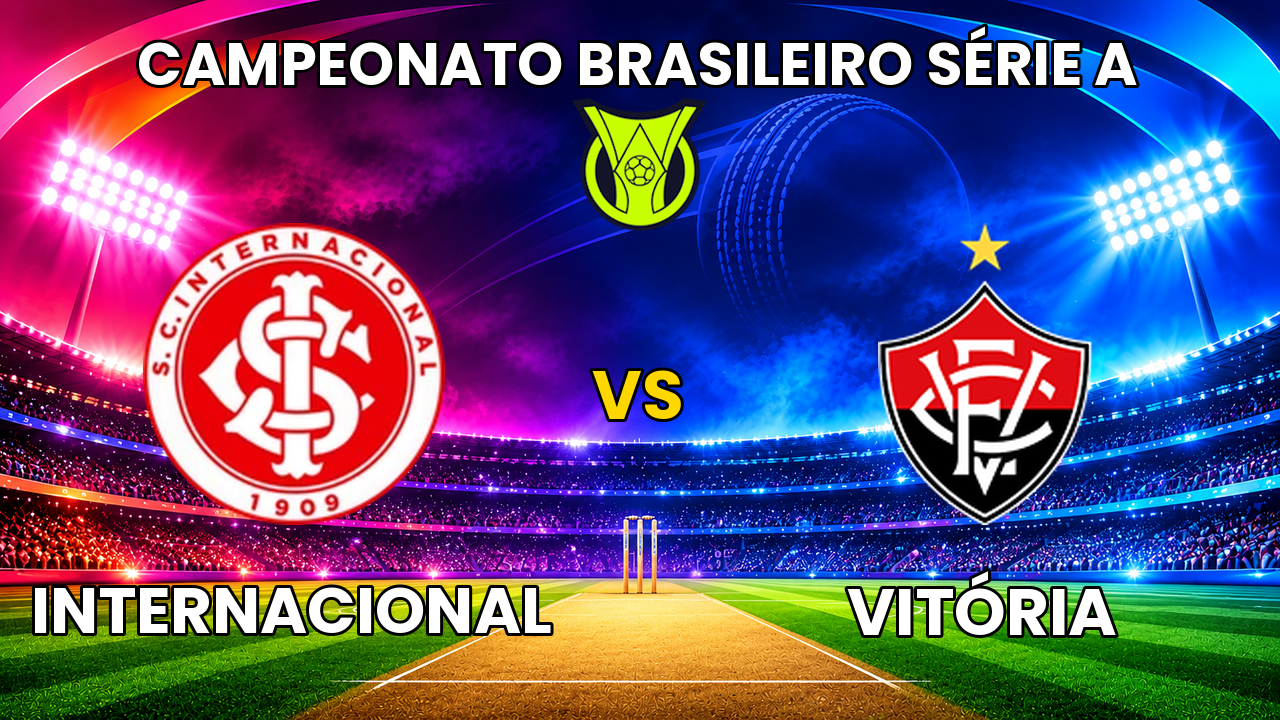 CAMPEONATO BRASILEIRO SÉRIE A
S.C. INTERNACIONAL
1909
VS
INTERNACIONAL
VITÓRIA